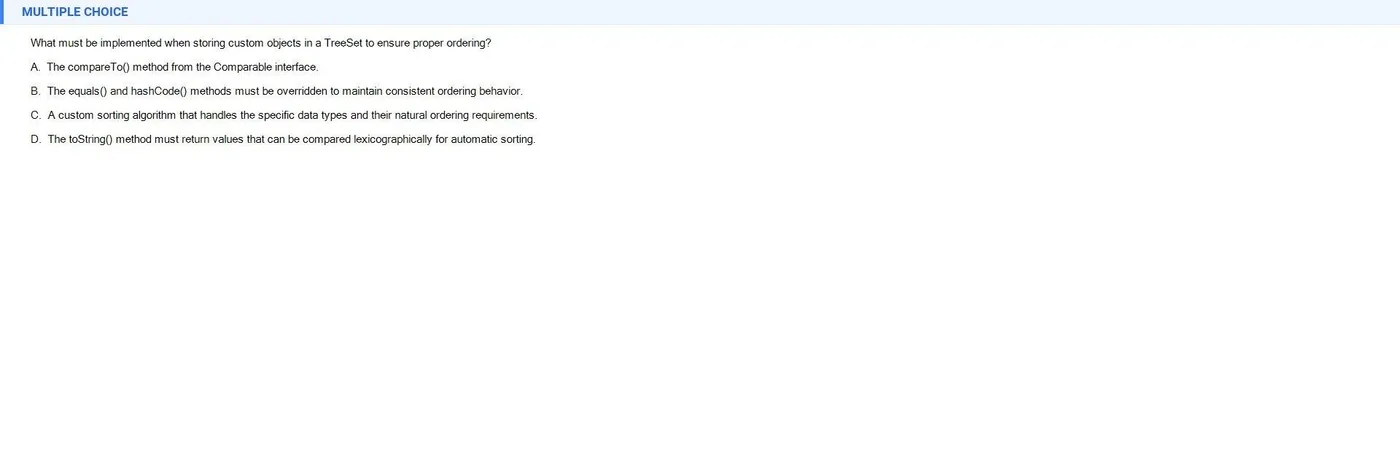 MULTIPLE CHOICE
What must be implemented when storing custom objects in a TreeSet to ensure proper ordering?
A. The compareTo() method from the Comparable interface.
B. The equals() and hashCode() methods must be overridden to maintain consistent ordering behavior.
C. A custom sorting algorithm that handles the specific data types and their natural ordering requirements.
D. The toString() method must return values that can be compared lexicographically for automatic sorting.